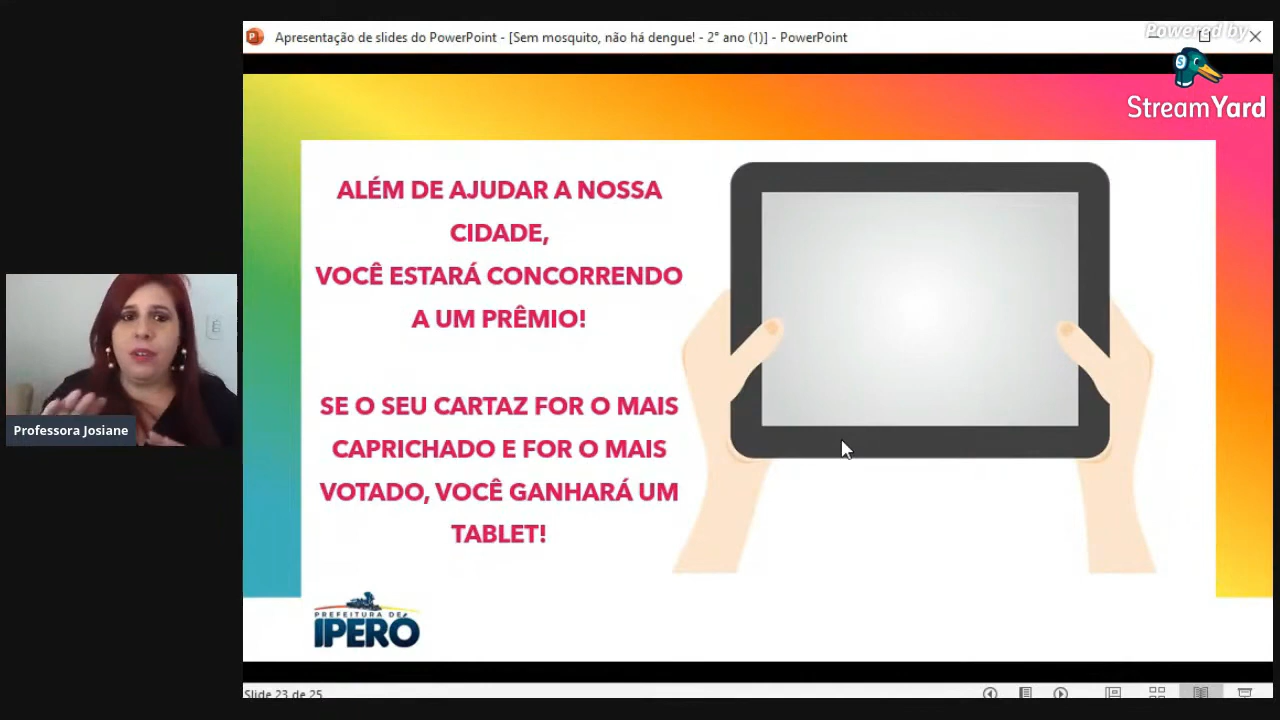 Apresentação de slides do PowerPoint - [Sem mosquito, não há dengue! - 2° ano (1)] - PowerPoint
Powered by
StreamYard
ALÉM DE AJUDAR A NOSSA
CIDADE,
VOCÊ ESTARÁ CONCORRENDO
A UM PRÊMIO!
SE O SEU CARTAZ FOR O MAIS
CAPRICHADO E FOR O MAIS
VOTADO, VOCÊ GANHARÁ UM
TABLET!
Professora Josiane
PREFEITURA DE
IPERÓ
Slide 23 de 25